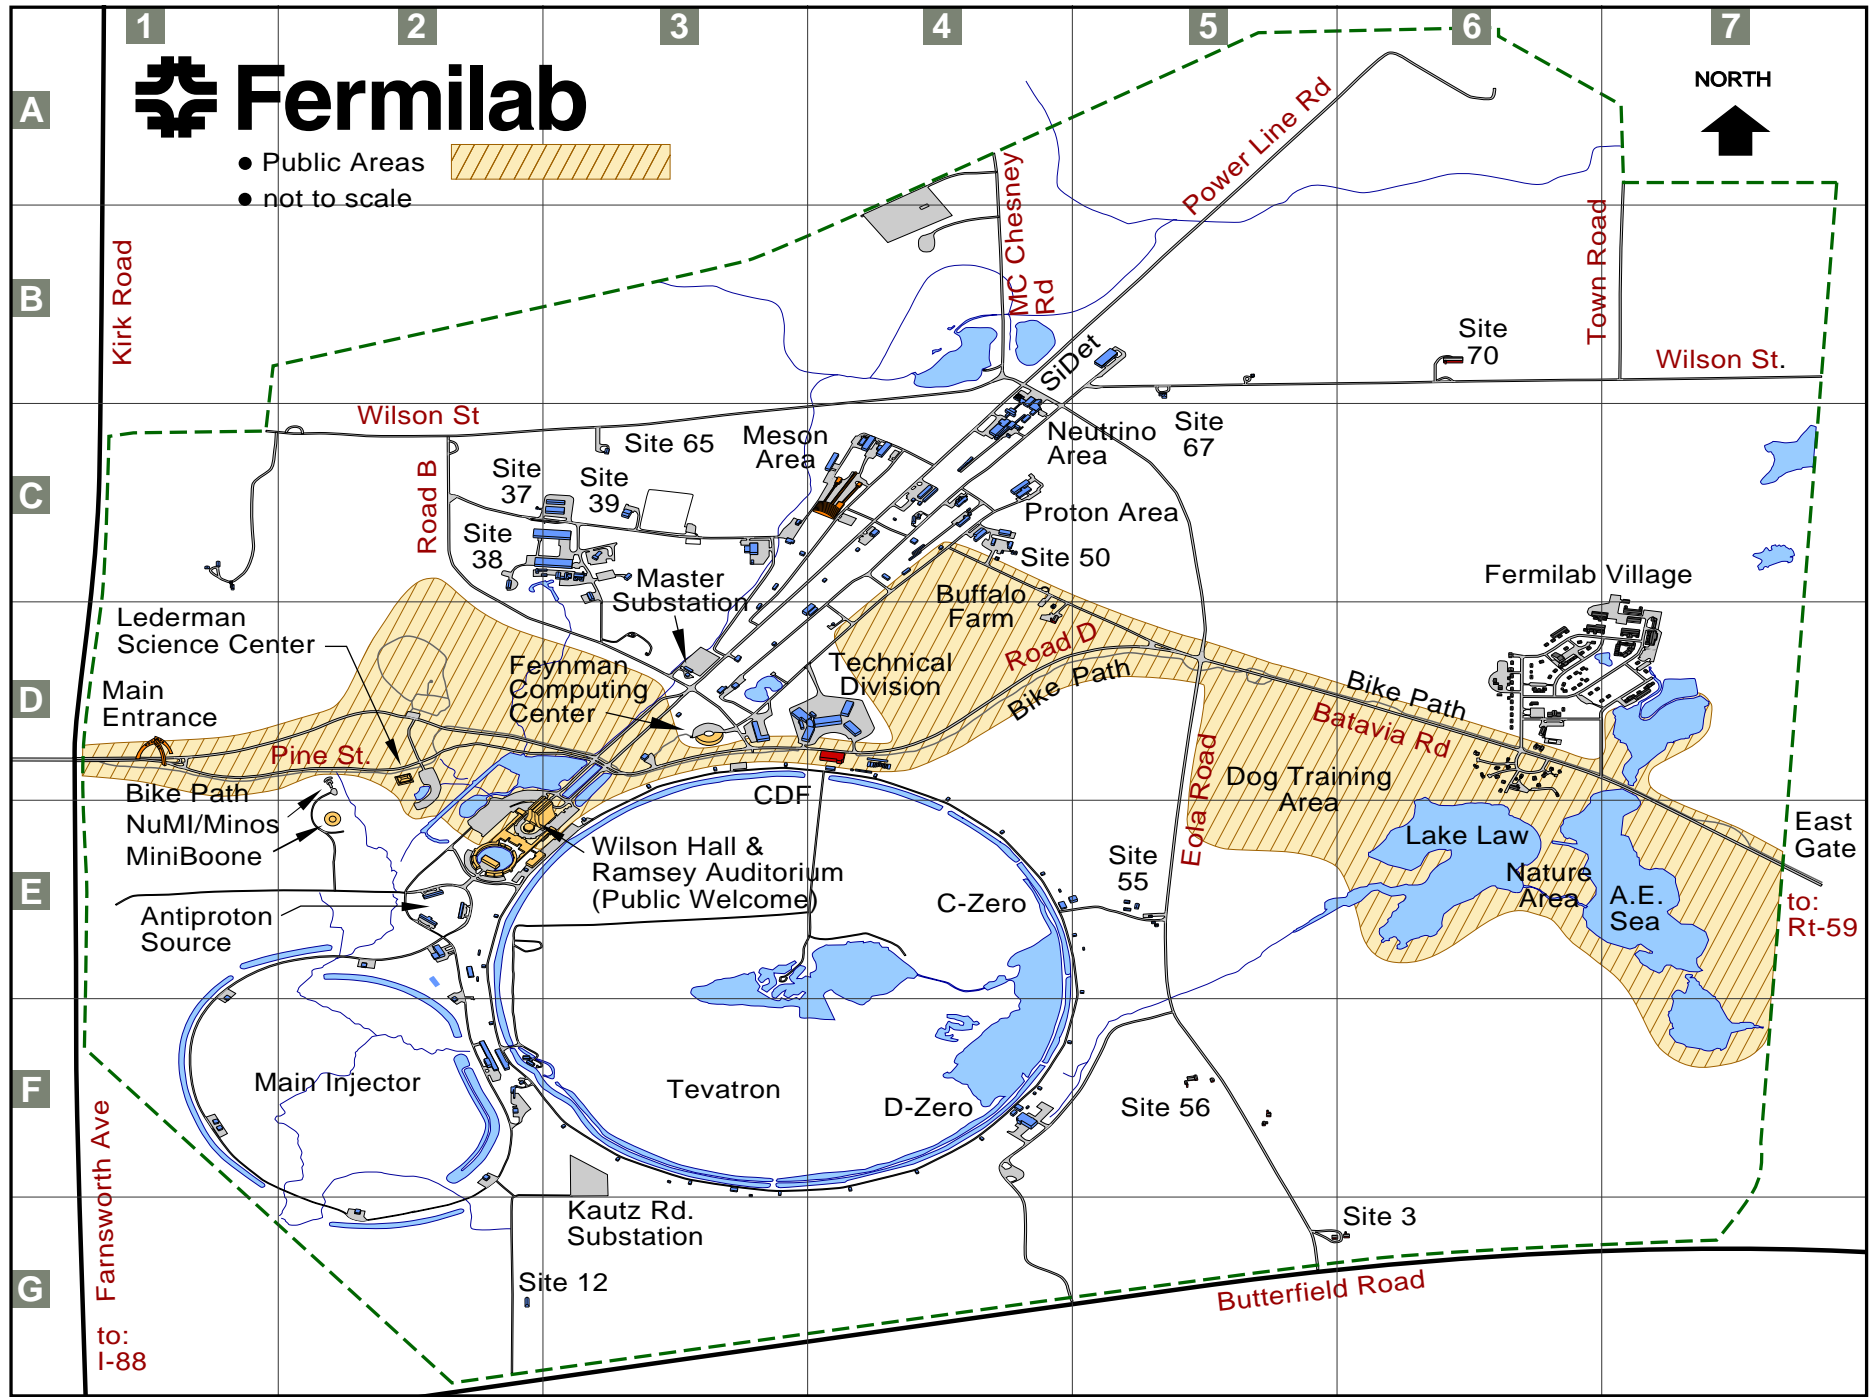 1
2
3
4
5
6
7
A
B
C
D
E
F
G
Fermilab
• Public Areas
• not to scale
NORTH
Kirk Road
MC Chesney
Rd
Power Line Rd
Town Road
Site
70
Wilson St.
SiDet
Wilson St
Road B
Site 65
Meson
Area
Neutrino
Area
Site
67
Site
37
Site
39
Site
38
Proton Area
Site 50
Master
Substation
Buffalo
Farm
Fermilab Village
Lederman
Science Center
Feynman
Computing
Center
Technical
Division
Road D
Bike Path
Main
Entrance
Pine St.
Bike Path
Batavia Rd
Eola Road
Dog Training
Area
Bike Path
NuMI/Minos
MiniBoone
CDF
Wilson Hall &
Ramsey Auditorium
(Public Welcome)
Site
55
Lake Law
Nature
Area
A.E.
Sea
East
Gate
to:
Rt-59
Antiproton
Source
C-Zero
Main Injector
Tevatron
D-Zero
Site 56
Farnsworth Ave
to:
I-88
Kautz Rd.
Substation
Site 12
Site 3
Butterfield Road